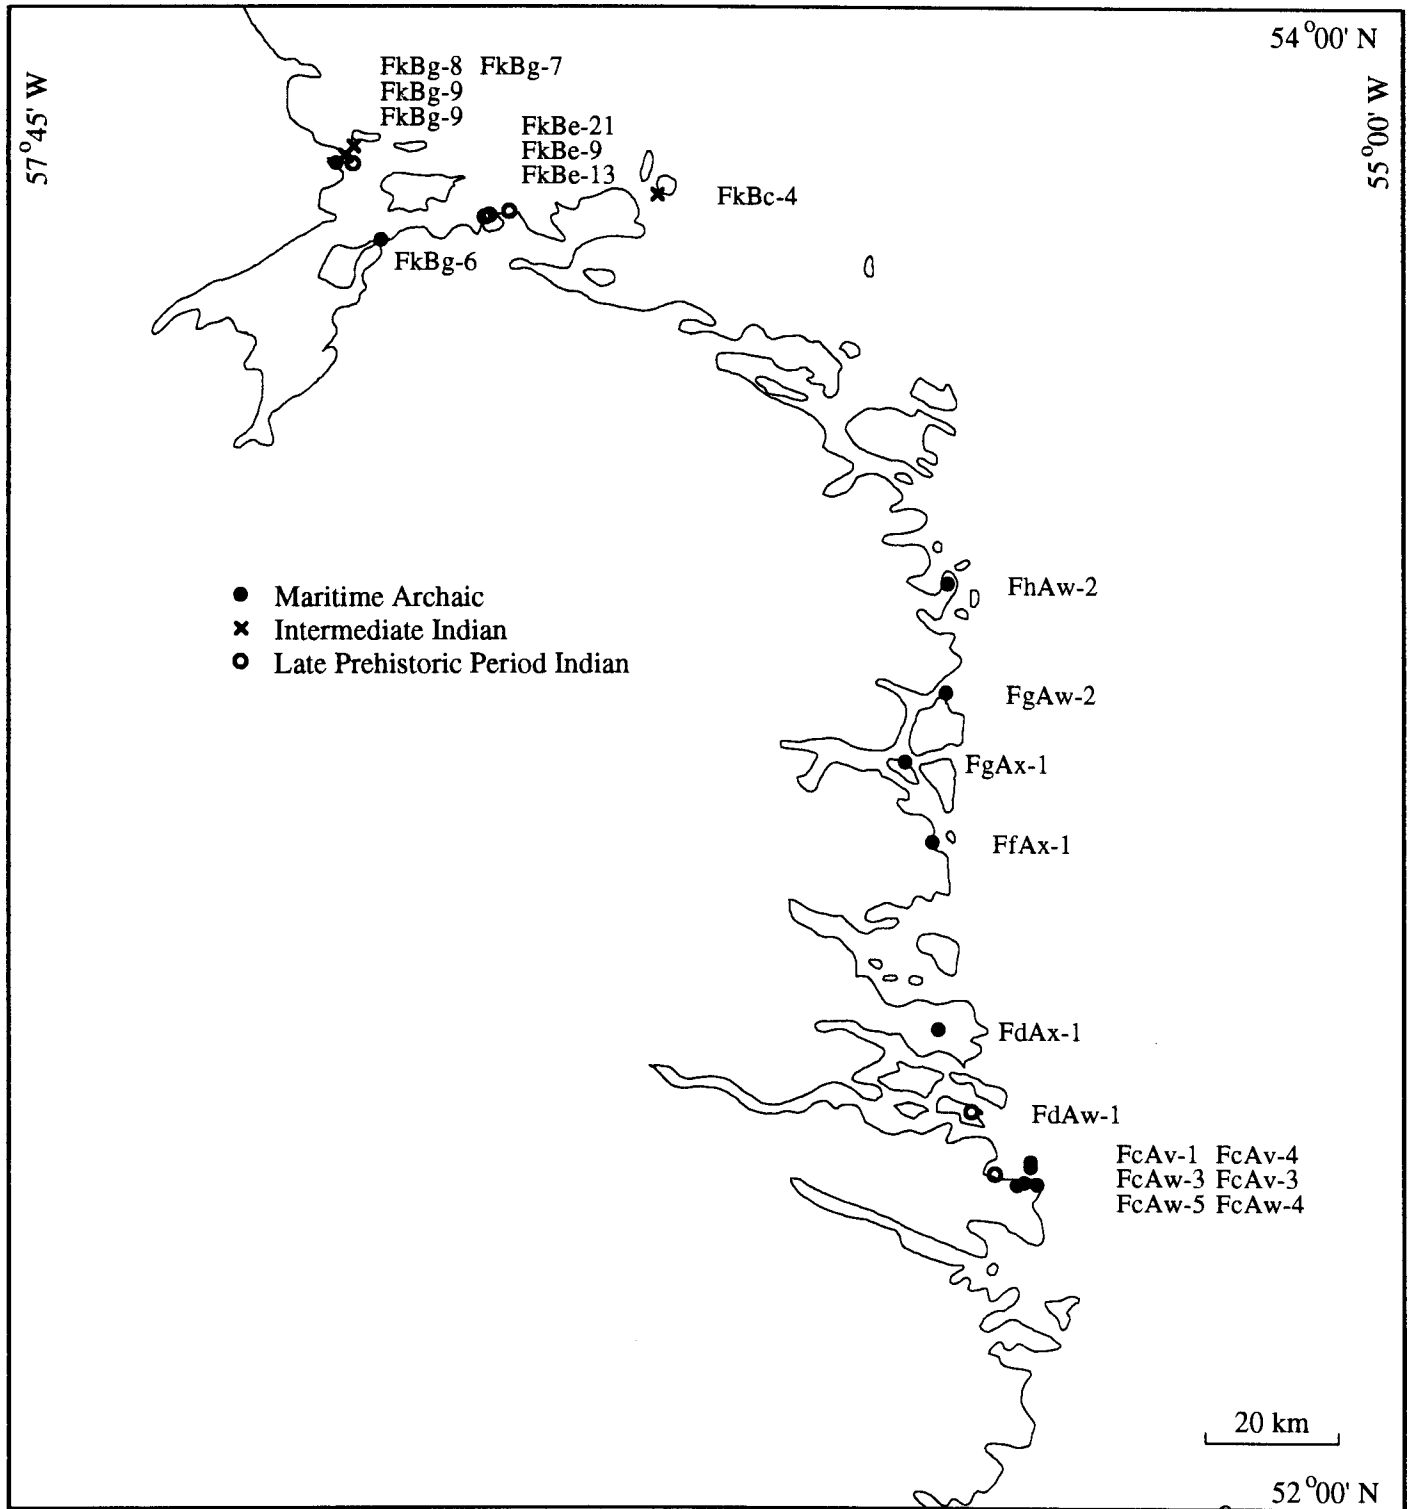 54°00' N
57°45' W
55°00' W
FkBg-8 FkBg-7
FkBg-9
FkBg-9
FkBe-21
FkBe-9
FkBe-13
FkBc-4
FkBg-6
FhAw-2
Maritime Archaic
Intermediate Indian
Late Prehistoric Period Indian
FgAw-2
FgAx-1
FfAx-1
FdAx-1
FdAw-1
FcAv-1 FcAv-4
FcAw-3 FcAv-3
FcAw-5 FcAw-4
20 km
52°00' N